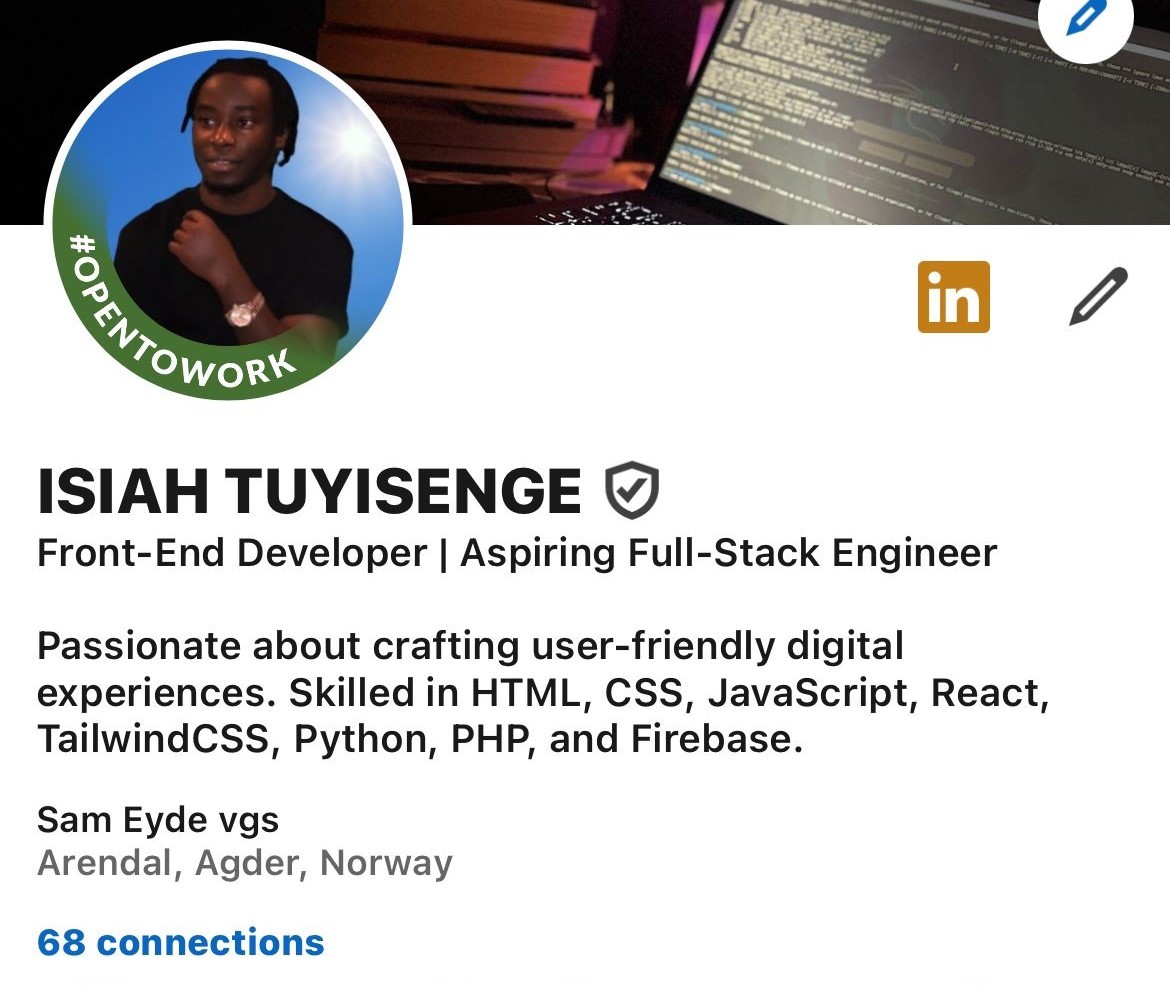 #OPENTOWORK
in
ISIAH TUYISENGE
Front-End Developer | Aspiring Full-Stack Engineer
Passionate about crafting user-friendly digital
experiences. Skilled in HTML, CSS, JavaScript, React,
TailwindCSS, Python, PHP, and Firebase.
Sam Eyde vgs
Arendal, Agder, Norway
68 connections